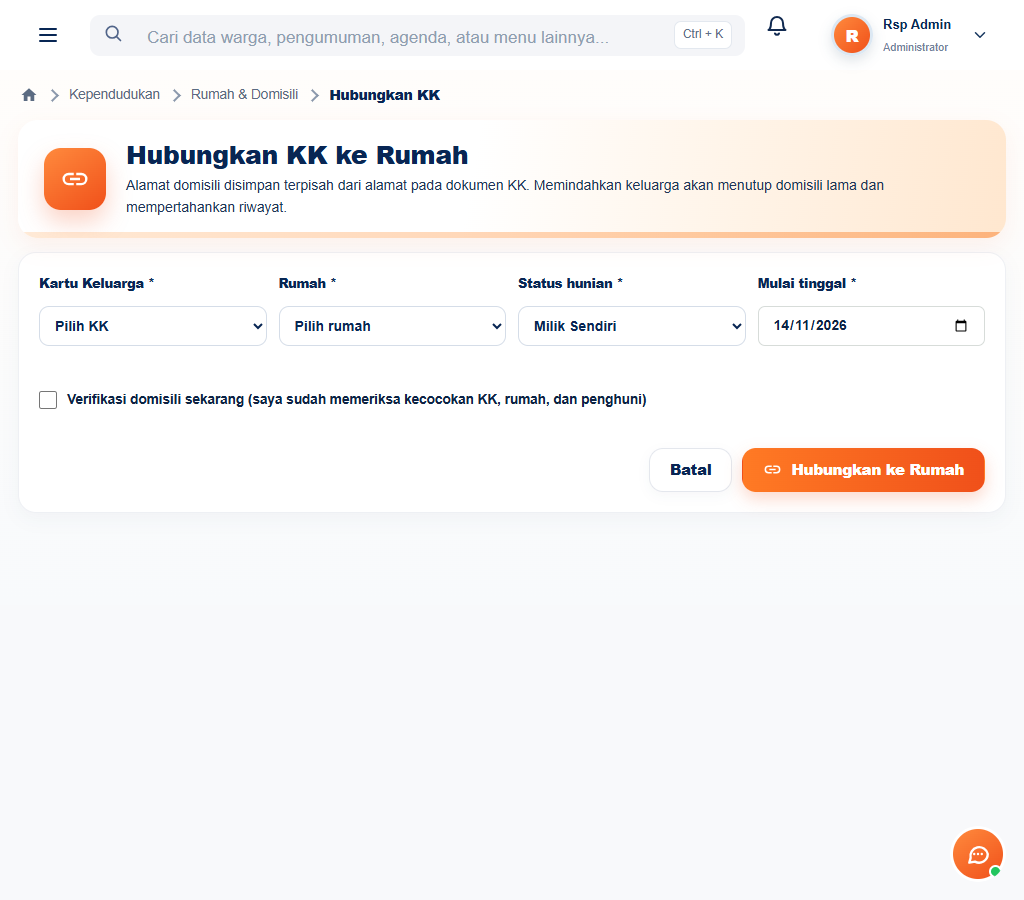 Cari data warga, pengumuman, agenda, atau menu lainnya...
Ctrl + K
R
Rsp Admin
Administrator
Kependudukan
Rumah & Domisili
Hubungkan KK
Hubungkan KK ke Rumah
Alamat domisili disimpan terpisah dari alamat pada dokumen KK. Memindahkan keluarga akan menutup domisili lama dan
mempertahankan riwayat.
Kartu Keluarga *
Rumah *
Status hunian *
Mulai tinggal *
Pilih KK
Pilih rumah
Milik Sendiri
14/11/2026
Verifikasi domisili sekarang (saya sudah memeriksa kecocokan KK, rumah, dan penghuni)
Batal
Hubungkan ke Rumah